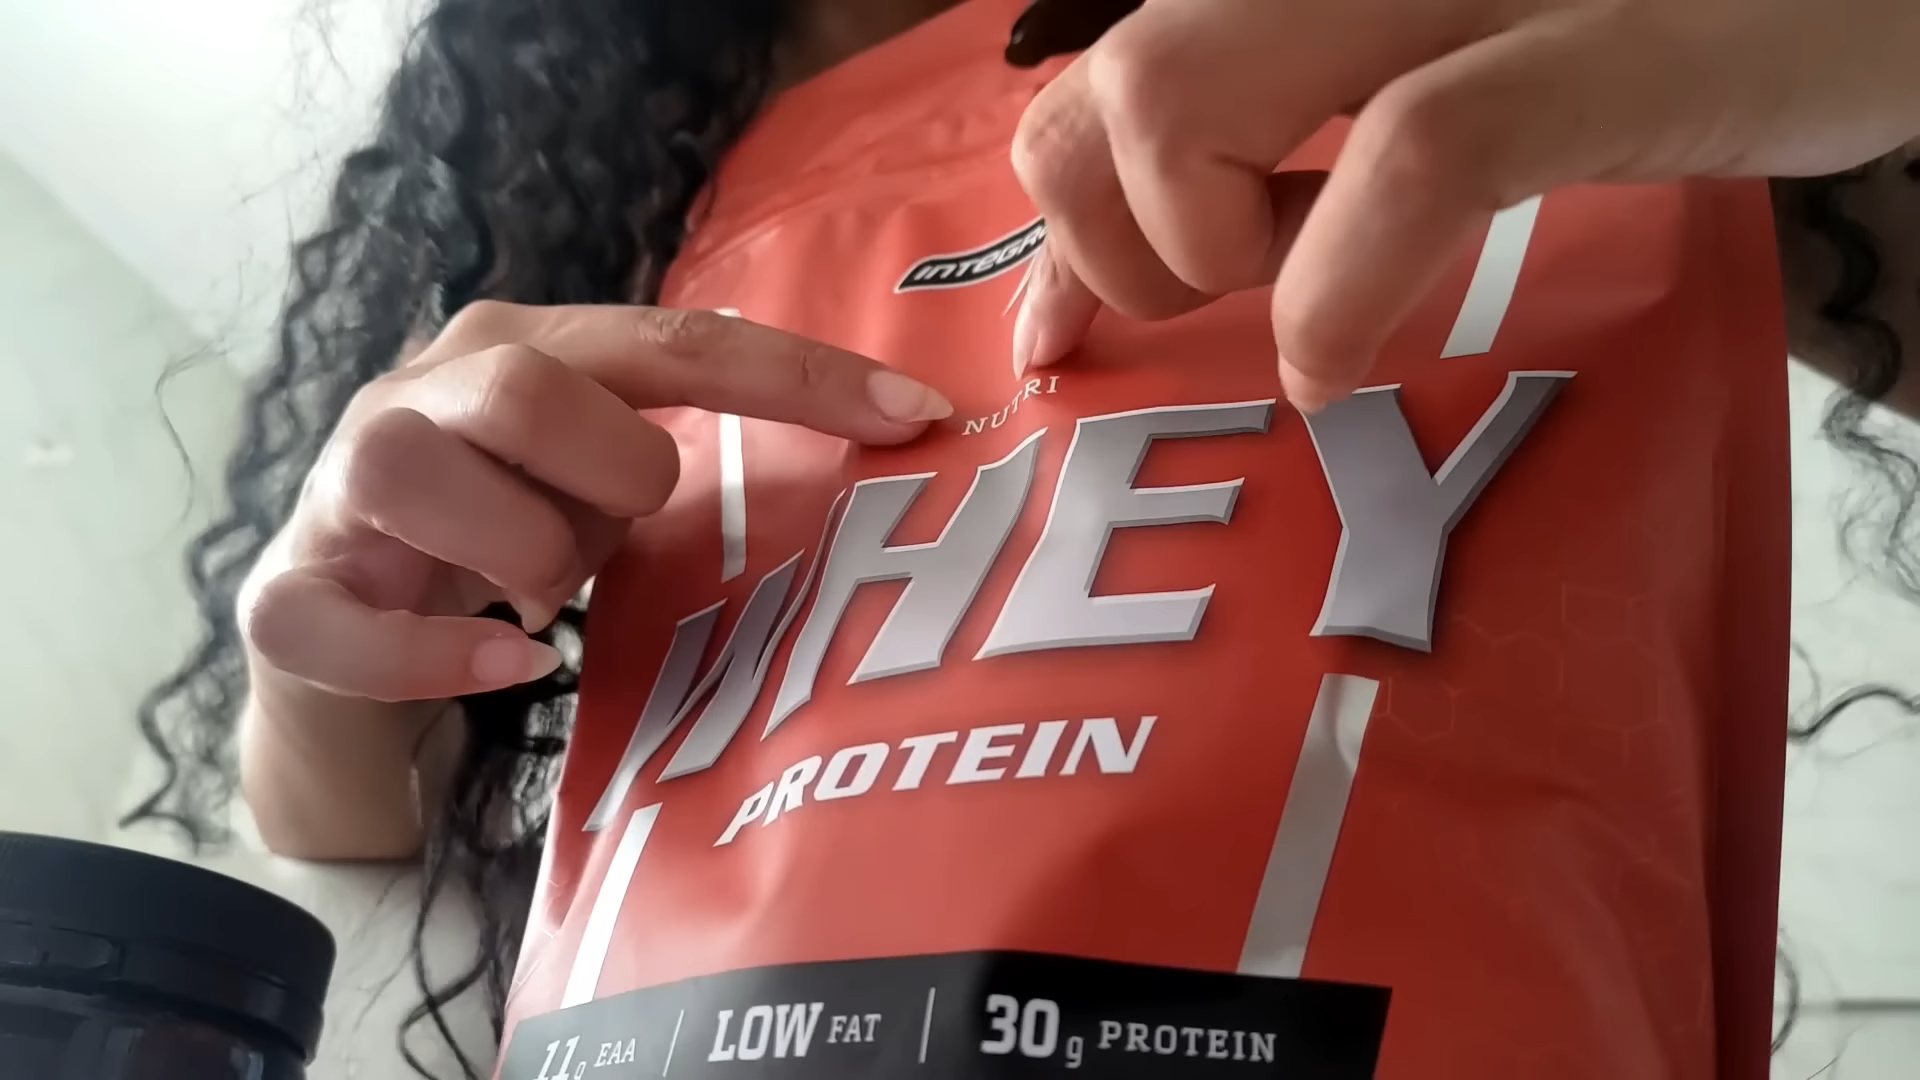 NUTRI
WHEY
PROTEIN
11g EAA | LOW FAT | 30g PROTEIN